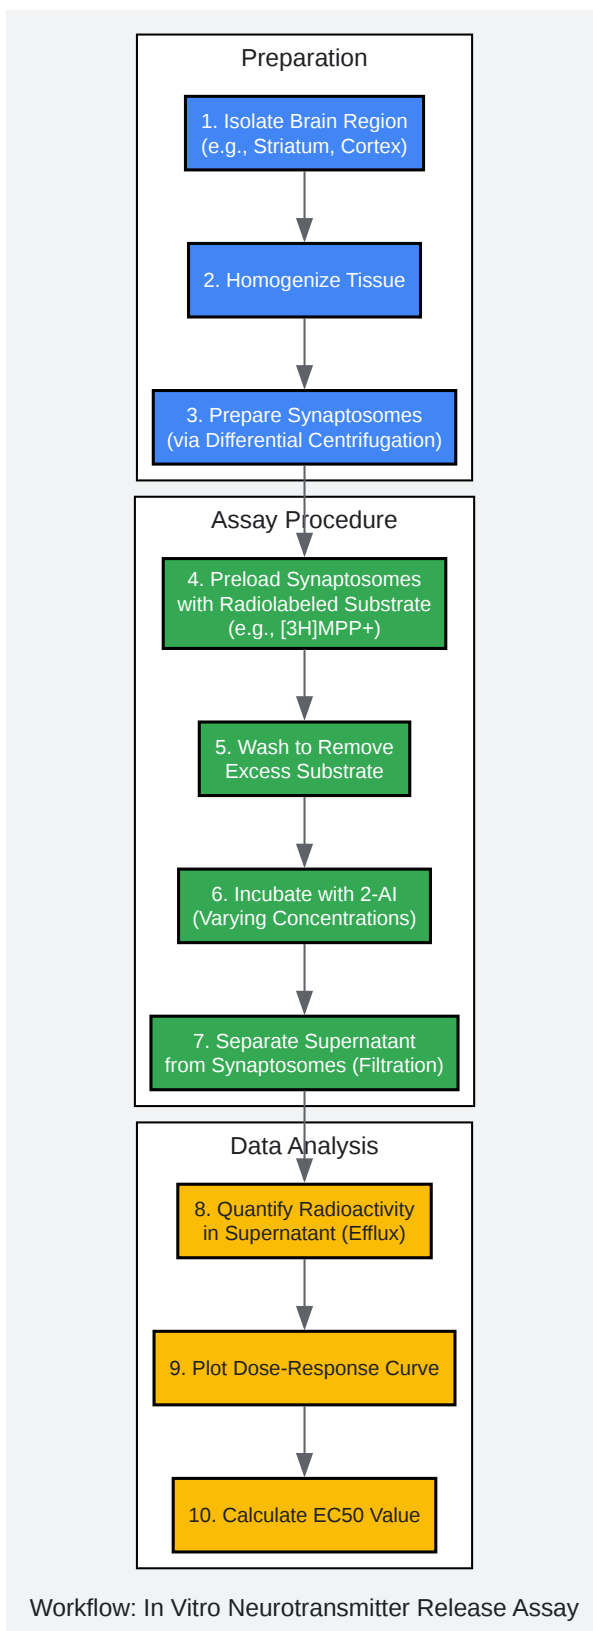 Preparation
1. Isolate Brain Region
(e.g., Striatum, Cortex)
2. Homogenize Tissue
3. Prepare Synaptosomes
(via Differential Centrifugation)
Assay Procedure
4. Preload Synaptosomes
with Radiolabeled Substrate
(e.g., [3H]MPP+)
5. Wash to Remove
Excess Substrate
6. Incubate with 2-AI
(Varying Concentrations)
7. Separate Supernatant
from Synaptosomes (Filtration)
Data Analysis
8. Quantify Radioactivity
in Supernatant (Efflux)
9. Plot Dose-Response Curve
10. Calculate EC50 Value
Workflow: In Vitro Neurotransmitter Release Assay